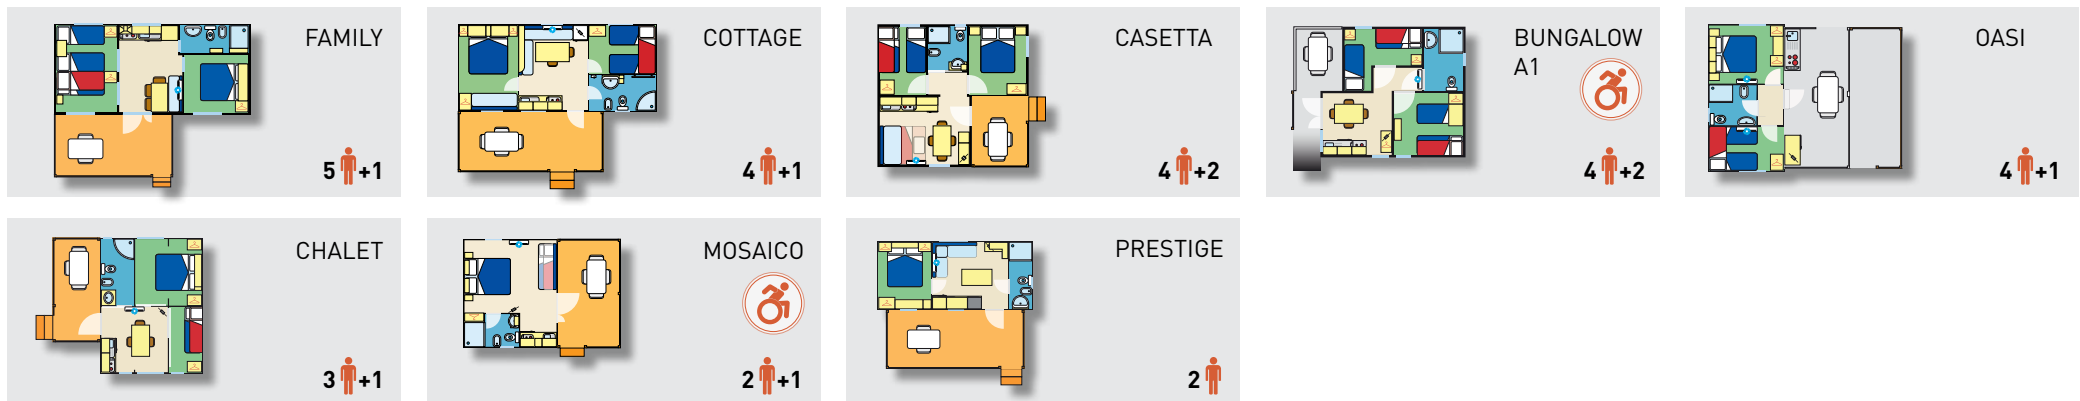 FAMILY
5 +1
COTTAGE
4 +1
CASETTA
4 +2
BUNGALOW
A1
4 +2
OASI
4 +1
CHALET
3 +1
MOSAICO
2 +1
PRESTIGE
2